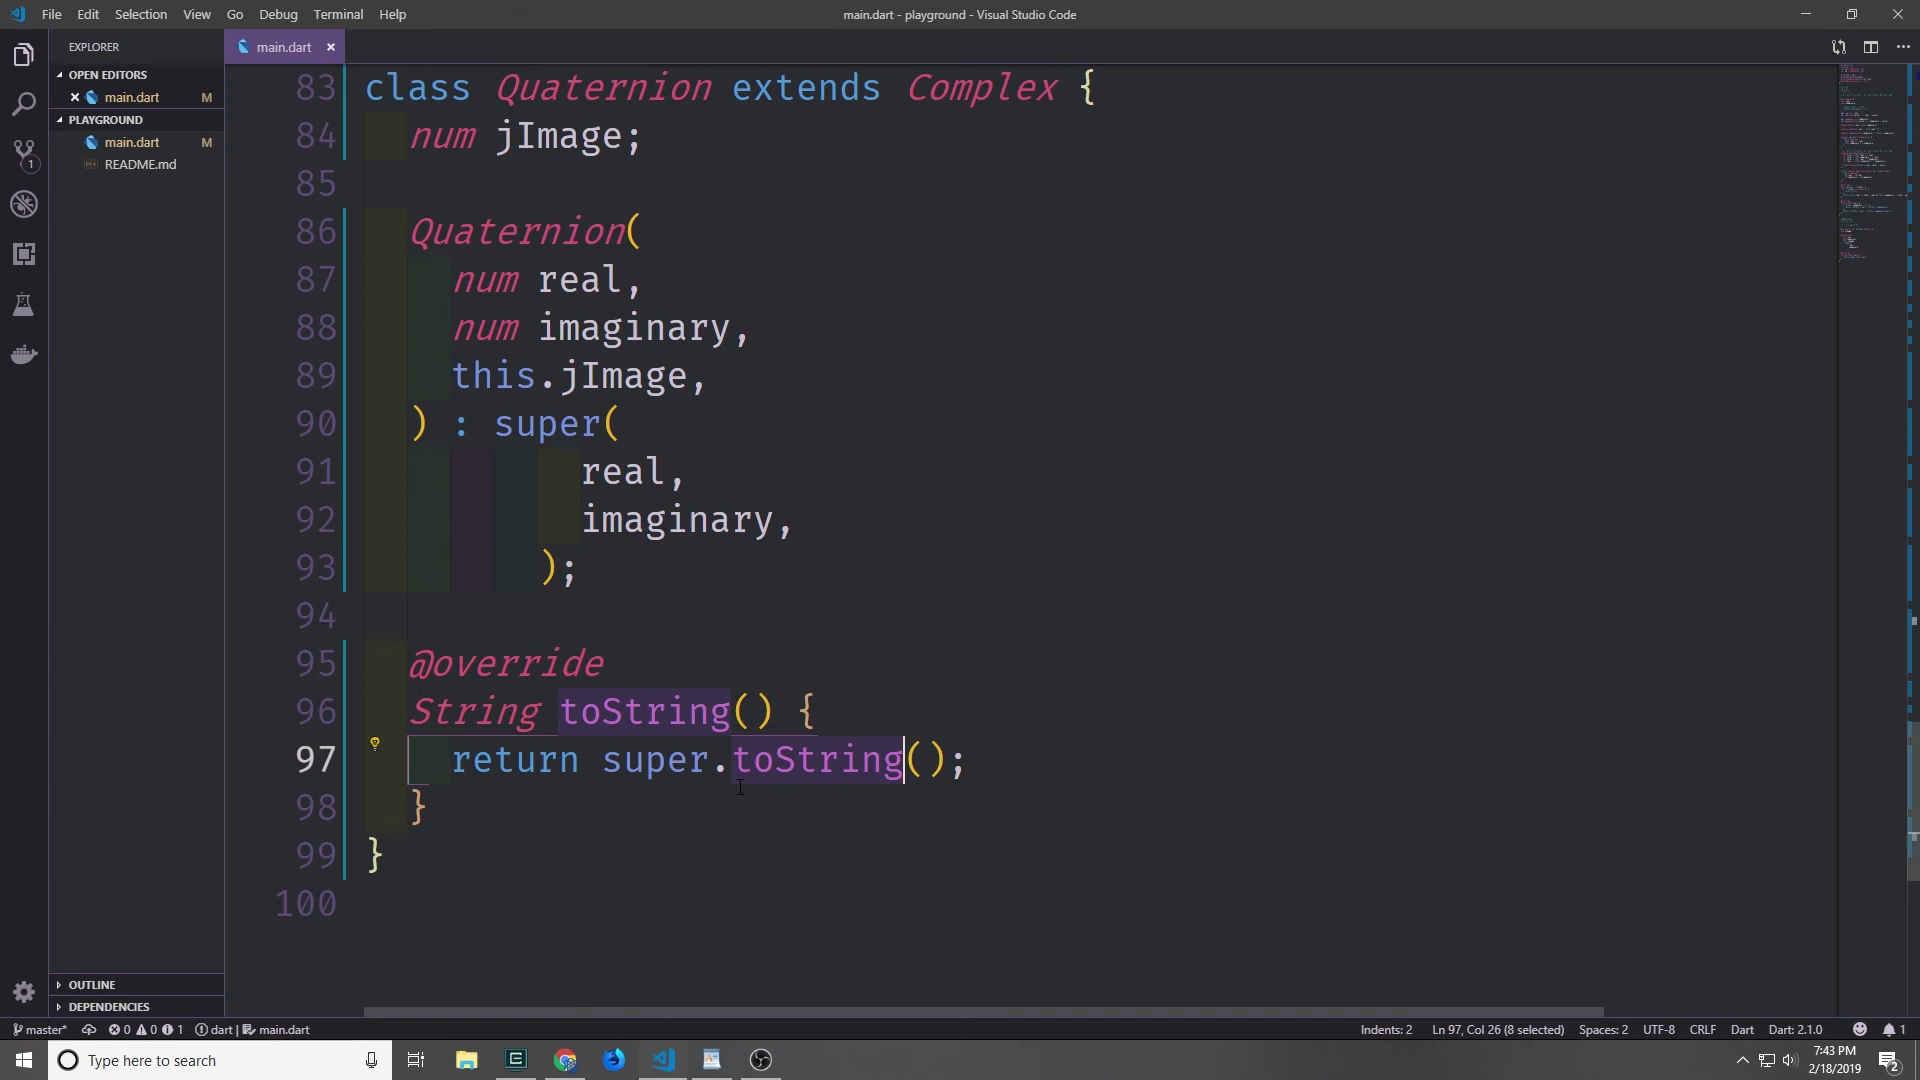 File Edit Selection View Go Debug Terminal Help
main.dart - playground - Visual Studio Code
EXPLORER
OPEN EDITORS
main.dart M
PLAYGROUND
main.dart M
README.md
1
OUTLINE
DEPENDENCIES
main.dart
83 class Quaternion extends Complex {
84 num jImage;
85
86 Quaternion(
87 num real,
88 num imaginary,
89 this.jImage,
90 ) : super(
91 real,
92 imaginary,
93 );
94
95 @override
96 String toString() {
97 return super.toString();
98 }
99 }
100
master* 0 0 1 dart | main.dart
Indents: 2 Ln 97, Col 26 (8 selected) Spaces: 2 UTF-8 CRLF Dart Dart: 2.1.0 1
Type here to search
7:43 PM
2/18/2019
2